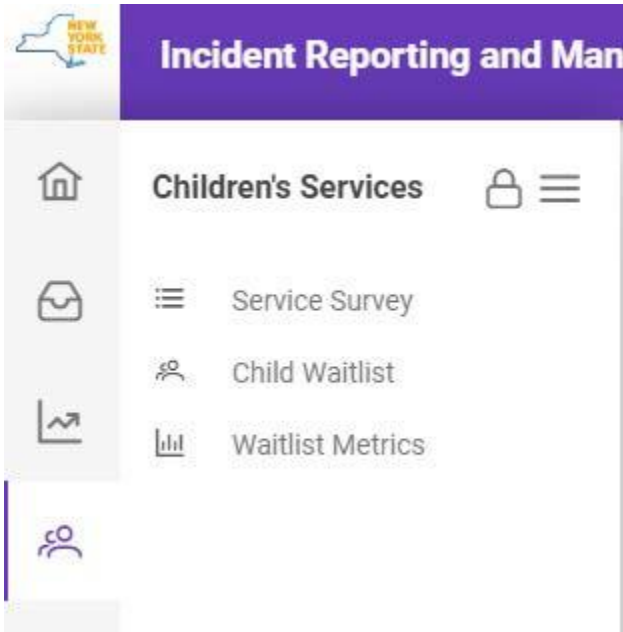 NEW
YORK
STATE
Incident Reporting and Man
Children's Services
Service Survey
Child Waitlist
Waitlist Metrics